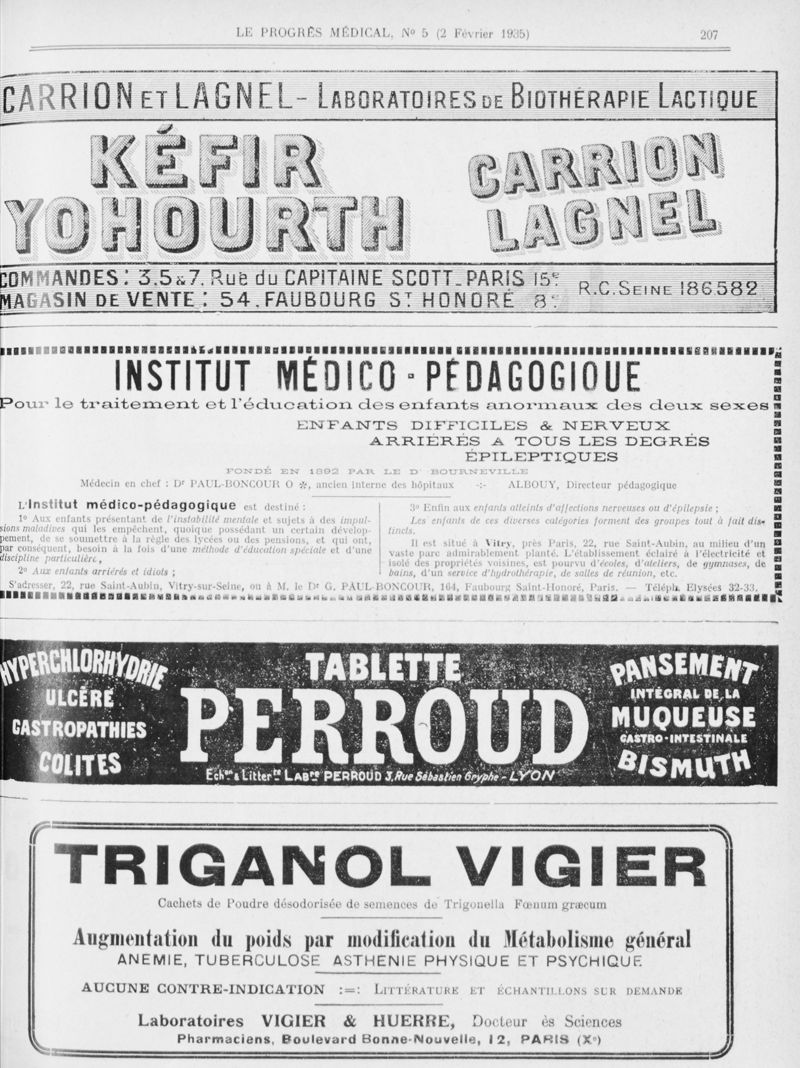 LE PROGRÈS MÉDICAL, No 5 (2 Février 1935) 207
CARRION ET LAGNEL - LABORATOIRES DE BIOTHÉRAPIE LACTIQUE
KÉFIR
YOHOURTH
CARRION
LAGNEL
COMMANDES: 3,5 & 7, Rue du CAPITAINE SCOTT_PARIS 15e
MAGASIN DE VENTE: 54, FAUBOURG ST HONORÉ 8e
R.C. SEINE 186.582
INSTITUT MÉDICO-PÉDAGOGIQUE
Pour le traitement et l'éducation des enfants anormaux des deux sexes
ENFANTS DIFFICILES & NERVEUX
ARRIÉRÉS A TOUS LES DEGRÉS
ÉPILEPTIQUES
FONDÉ EN 1892 PAR LE Dr BOURNEVILLE
Médecin en chef : Dr PAUL-BONCOUR O ※, ancien interne des hôpitaux -:- ALBOUY, Directeur pédagogique
L'Institut médico-pédagogique est destiné :
1o Aux enfants présentant de l'instabilité mentale et sujets à des impul-
sions maladives qui les empêchent, quoique possédant un certain dévelop-
pement, de se soumettre à la règle des lycées ou des pensions, et qui ont,
par conséquent, besoin à la fois d'une méthode d'éducation spéciale et d'une
discipline particulière,
2o Aux enfants arriérés et idiots ;
3o Enfin aux enfants atteints d'affections nerveuses ou d'épilepsie ;
Les enfants de ces diverses catégories forment des groupes tout à fait dis-
tincts.
Il est situé à Vitry, près Paris, 22, rue Saint-Aubin, au milieu d'un
vaste parc admirablement planté. L'établissement éclairé à l'électricité et
isolé des propriétés voisines, est pourvu d'écoles, d'ateliers, de gymnases, de
bains, d'un service d'hydrothérapie, de salles de réunion, etc.
S'adresser, 22, rue Saint-Aubin, Vitry-sur-Seine, ou à M. le Dr G. PAUL-BONCOUR, 164, Faubourg Saint-Honoré, Paris. — Téléph. Elysées 32-33.
HYPERCHLORHYDRIE
ULCÈRE
GASTROPATHIES
COLITES
TABLETTE
PERROUD
Echons & Littérre LABres PERROUD 3, Rue Sébastien Gryphe - LYON
PANSEMENT
INTÉGRAL DE LA
MUQUEUSE
GASTRO-INTESTINALE
BISMUTH
TRIGANOL VIGIER
Cachets de Poudre désodorisée de semences de Trigonella Fœnum græcum
Augmentation du poids par modification du Métabolisme général
ANEMIE, TUBERCULOSE ASTHENIE PHYSIQUE ET PSYCHIQUE
AUCUNE CONTRE-INDICATION :=: LITTÉRATURE ET ÉCHANTILLONS SUR DEMANDE
Laboratoires VIGIER & HUERRE, Docteur ès Sciences
Pharmaciens, Boulevard Bonne-Nouvelle, 12, PARIS (Xe)